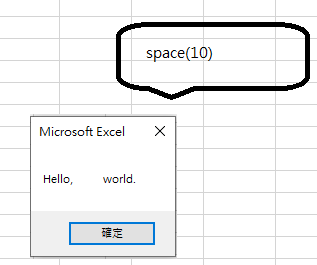 space(10)
Microsoft Excel
Hello,          world.
確定